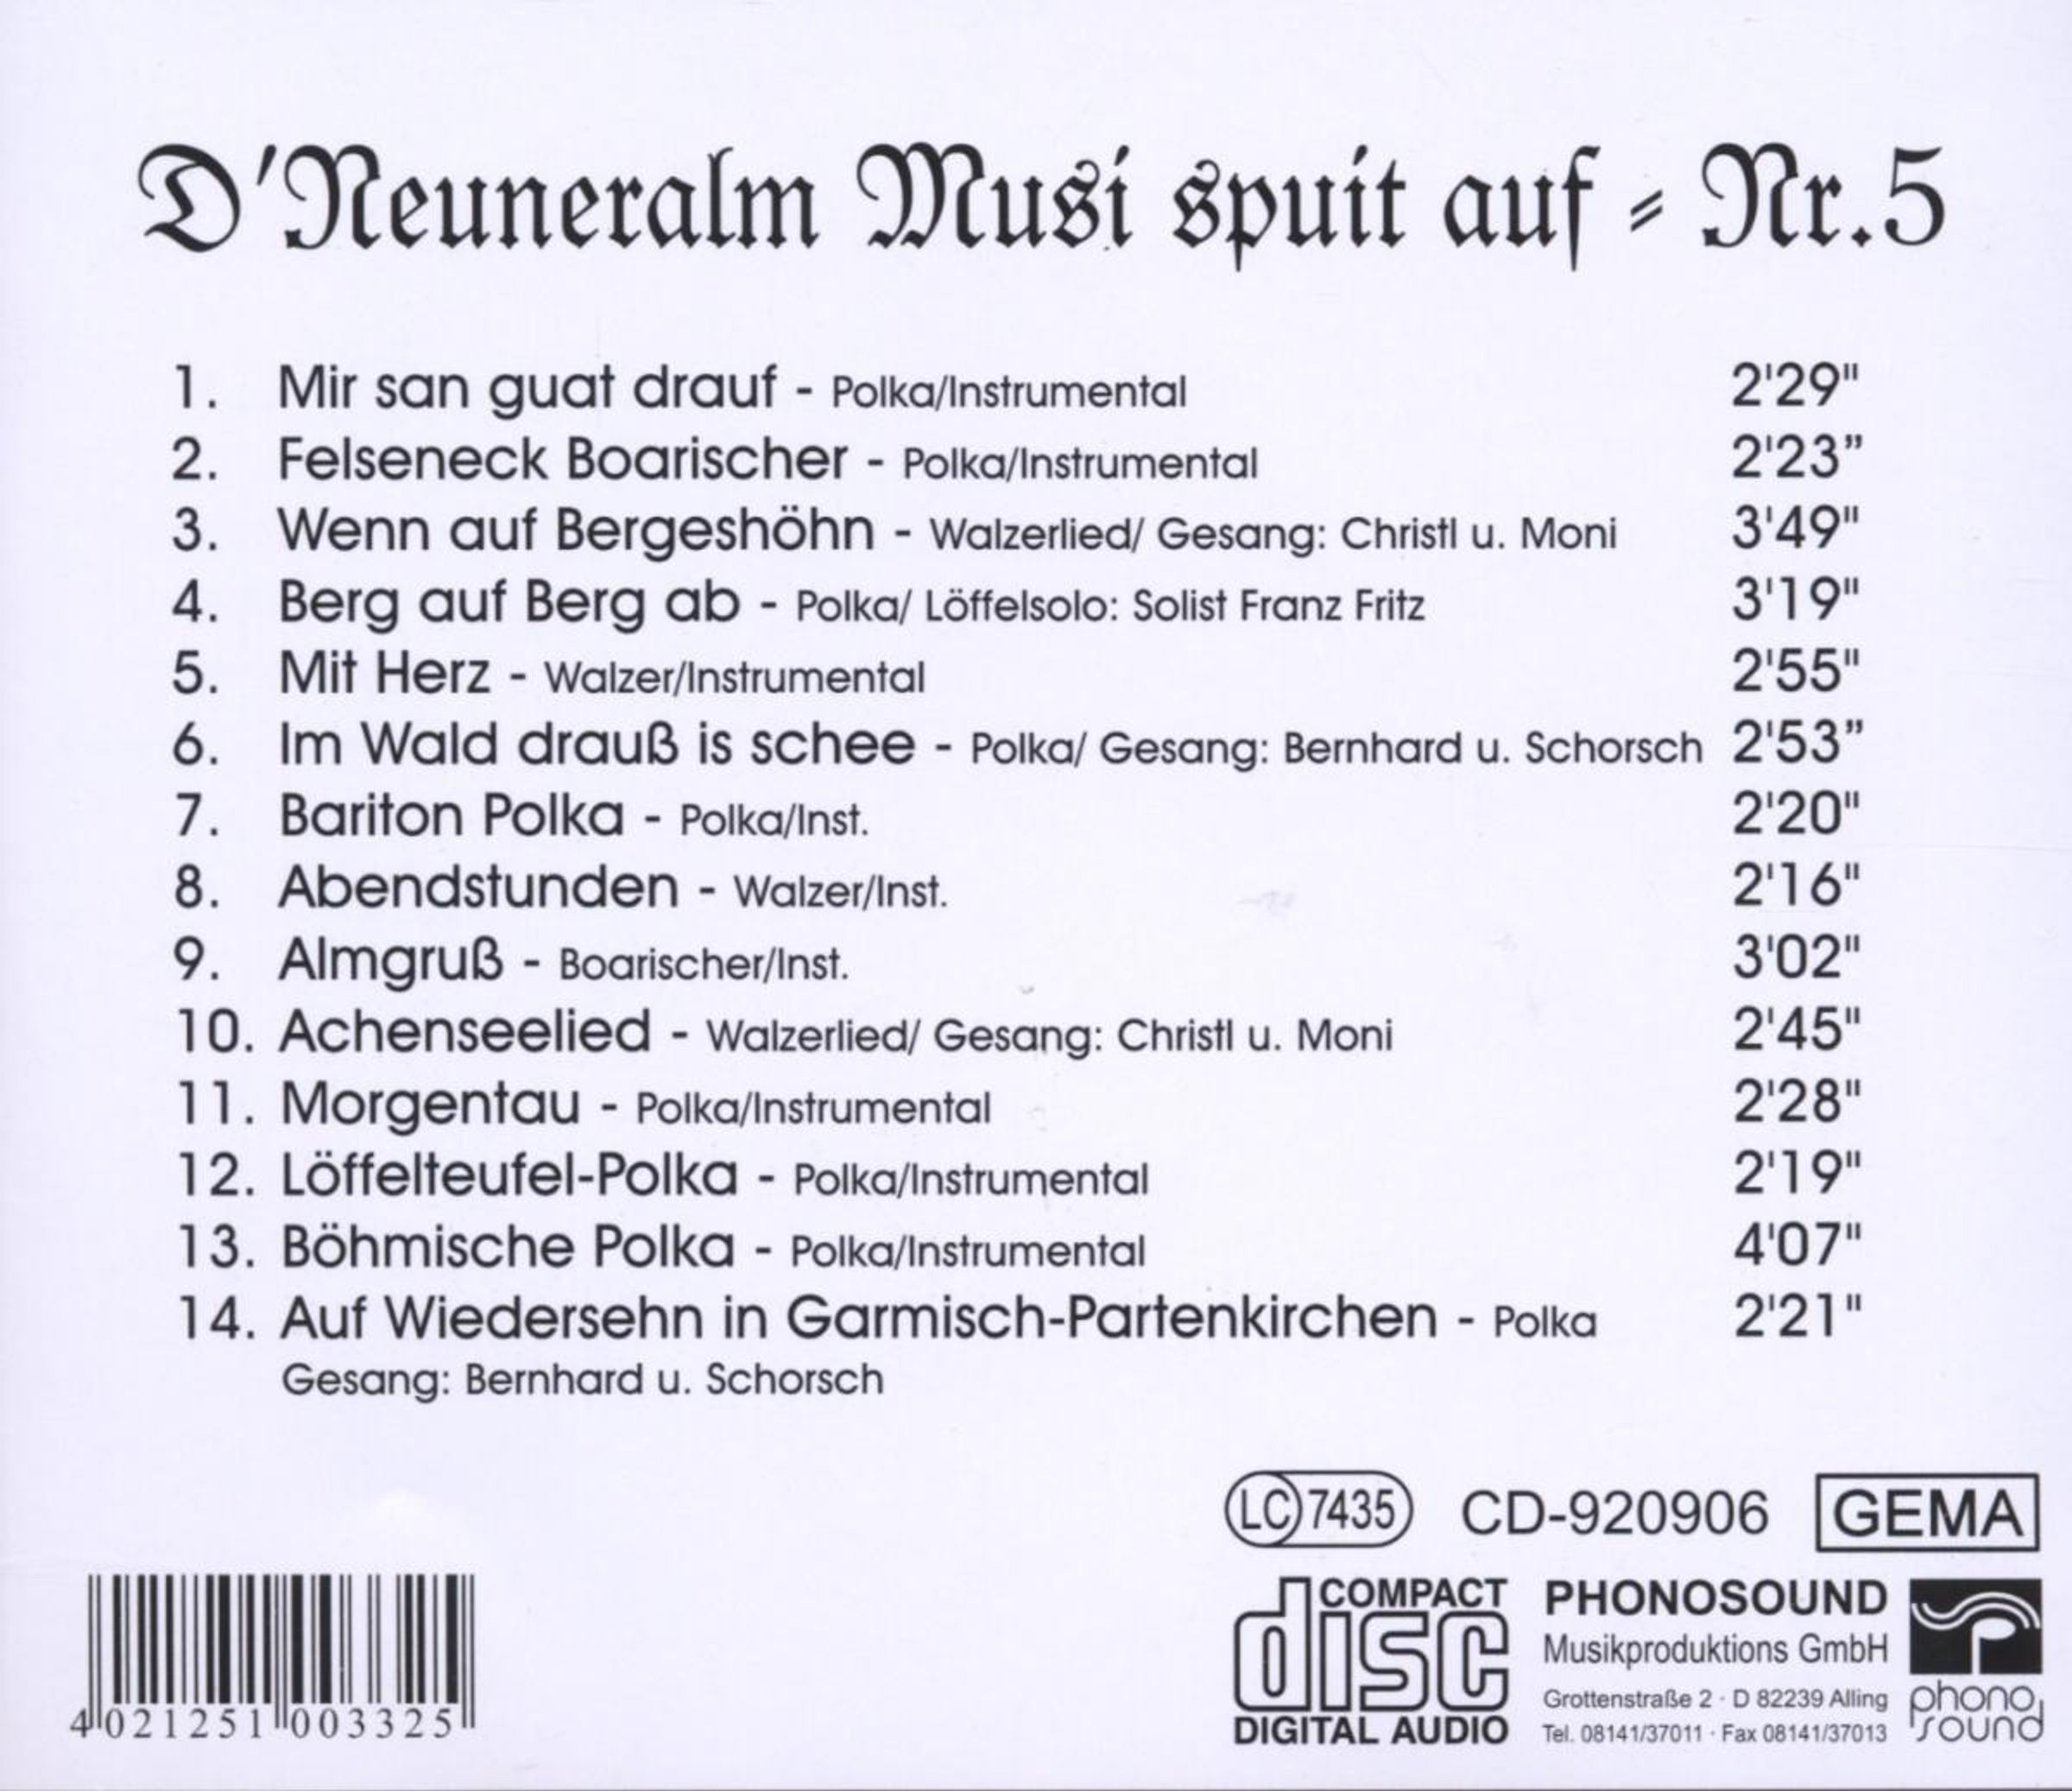 D'Neuneralm Musi spuit auf - Nr.5
1. Mir san guat drauf - Polka/Instrumental 2'29"
2. Felseneck Boarischer - Polka/Instrumental 2'23”
3. Wenn auf Bergeshöhn - Walzerlied/ Gesang: Christl u. Moni 3'49"
4. Berg auf Berg ab - Polka/ Löffelsolo: Solist Franz Fritz 3'19"
5. Mit Herz - Walzer/Instrumental 2'55"
6. Im Wald drauß is schee - Polka/ Gesang: Bernhard u. Schorsch 2'53”
7. Bariton Polka - Polka/Inst. 2'20"
8. Abendstunden - Walzer/Inst. 2'16"
9. Almgruß - Boarischer/Inst. 3'02"
10. Achenseelied - Walzerlied/ Gesang: Christl u. Moni 2'45"
11. Morgentau - Polka/Instrumental 2'28"
12. Löffelteufel-Polka - Polka/Instrumental 2'19"
13. Böhmische Polka - Polka/Instrumental 4'07"
14. Auf Wiedersehn in Garmisch-Partenkirchen - Polka 2'21"
Gesang: Bernhard u. Schorsch
LC 7435 CD-920906 GEMA
4 021251 003325
COMPACT
disc
DIGITAL AUDIO
PHONOSOUND
Musikproduktions GmbH
Grottenstraße 2 · D 82239 Alling
Tel. 08141/37011 · Fax 08141/37013
phono
sound